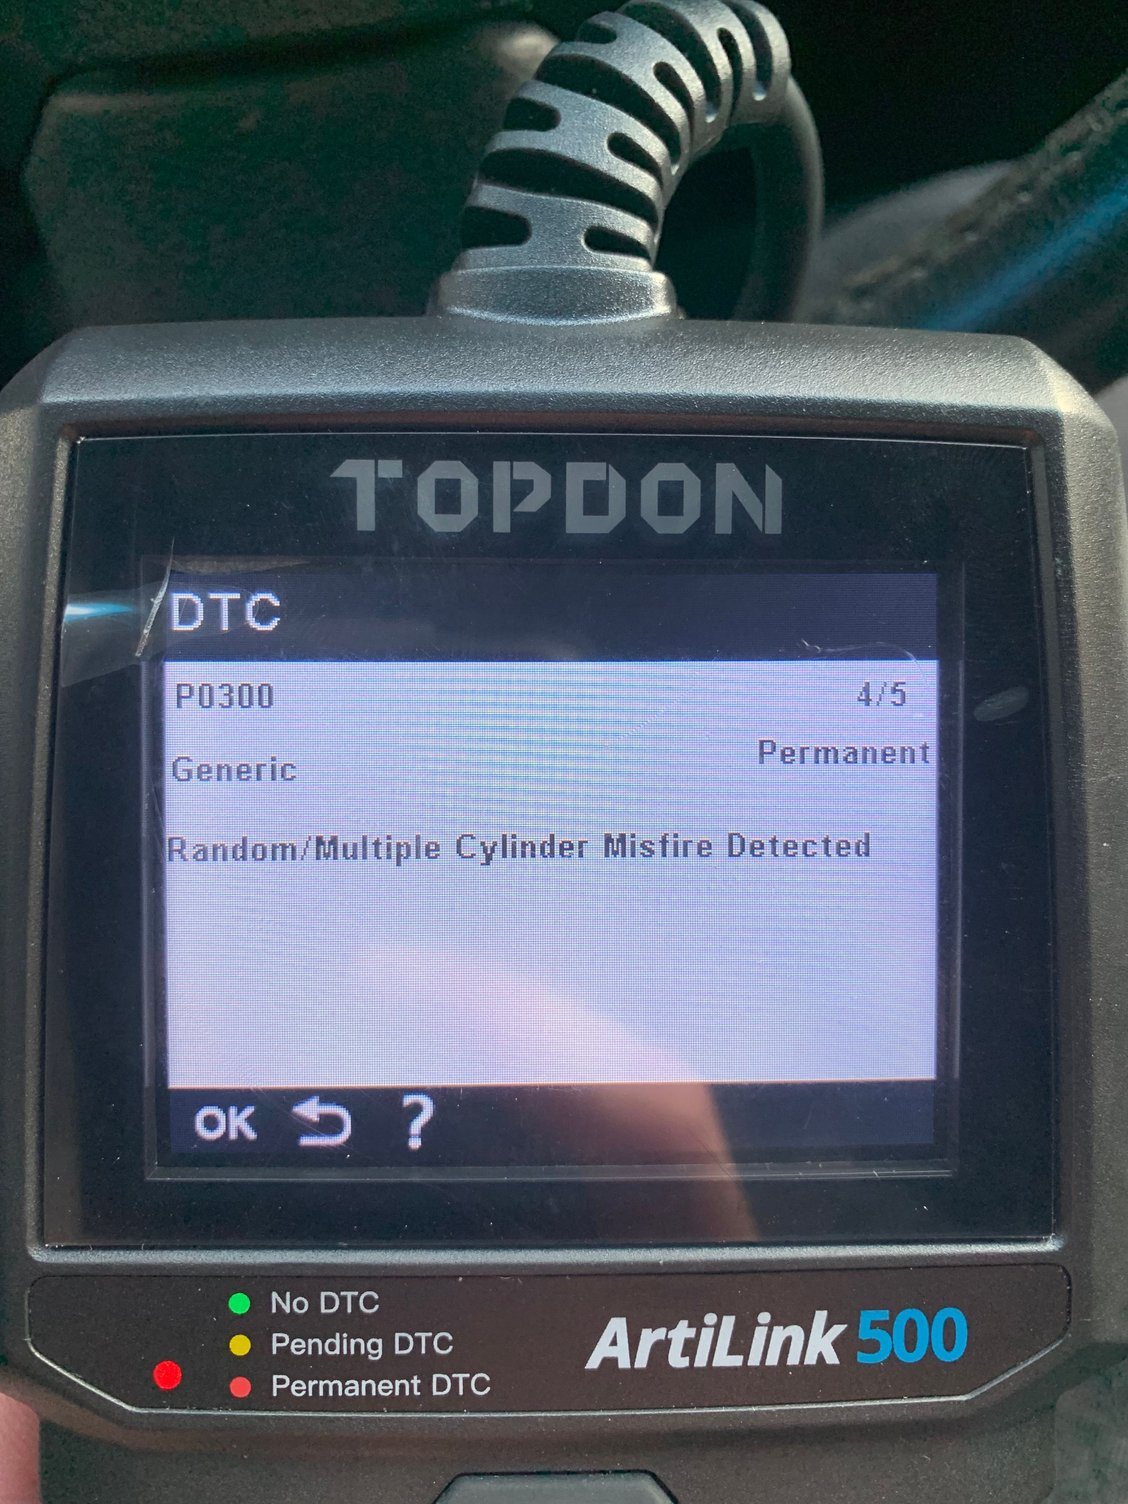 TOPDON
DTC
P0300 4/5
Generic Permanent
Random/Multiple Cylinder Misfire Detected
OK ?
No DTC
Pending DTC
Permanent DTC
ArtiLink 500